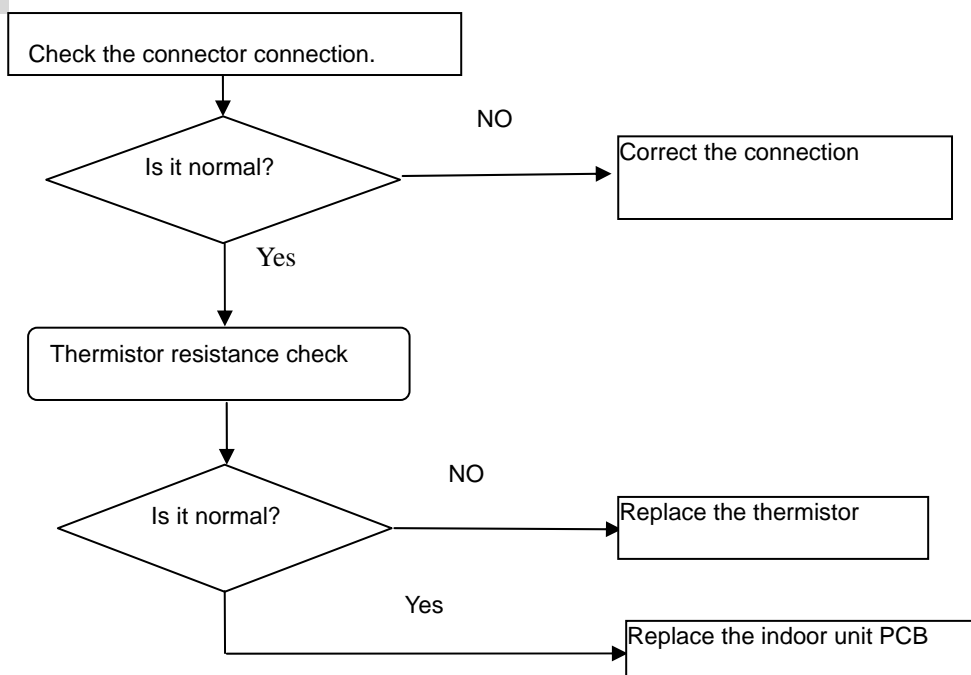 Check the connector connection.
NO
Is it normal?
Correct the connection
Yes
Thermistor resistance check
NO
Is it normal?
Replace the thermistor
Yes
Replace the indoor unit PCB